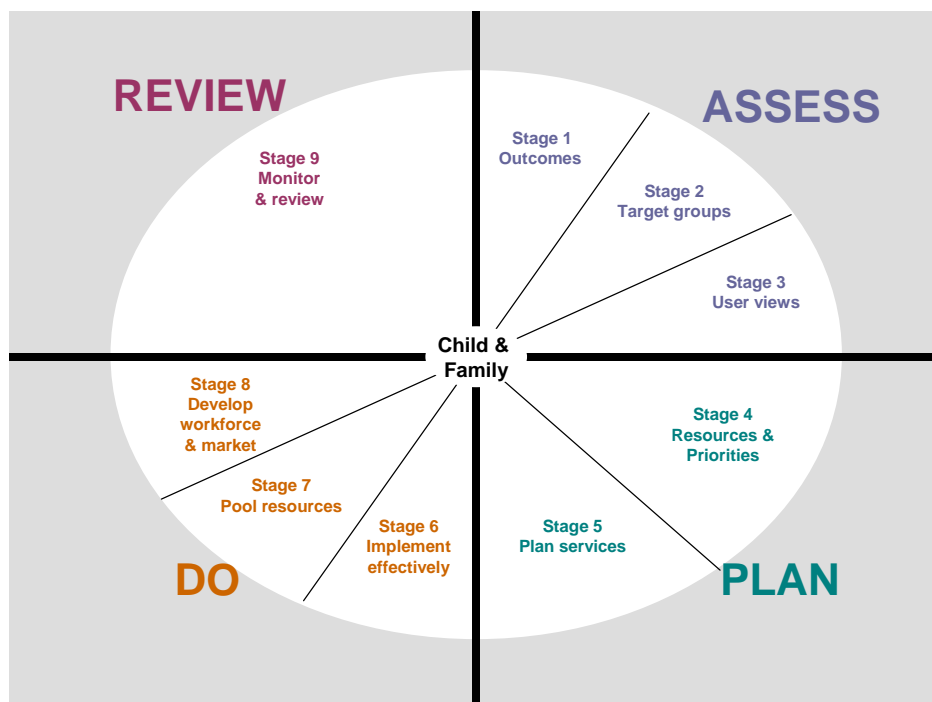 REVIEW
ASSESS
Stage 1
Outcomes
Stage 9
Monitor
& review
Stage 2
Target groups
Stage 3
User views
Child &
Family
Stage 8
Develop
workforce
& market
Stage 4
Resources &
Priorities
Stage 7
Pool resources
Stage 6
Implement
effectively
Stage 5
Plan services
DO
PLAN